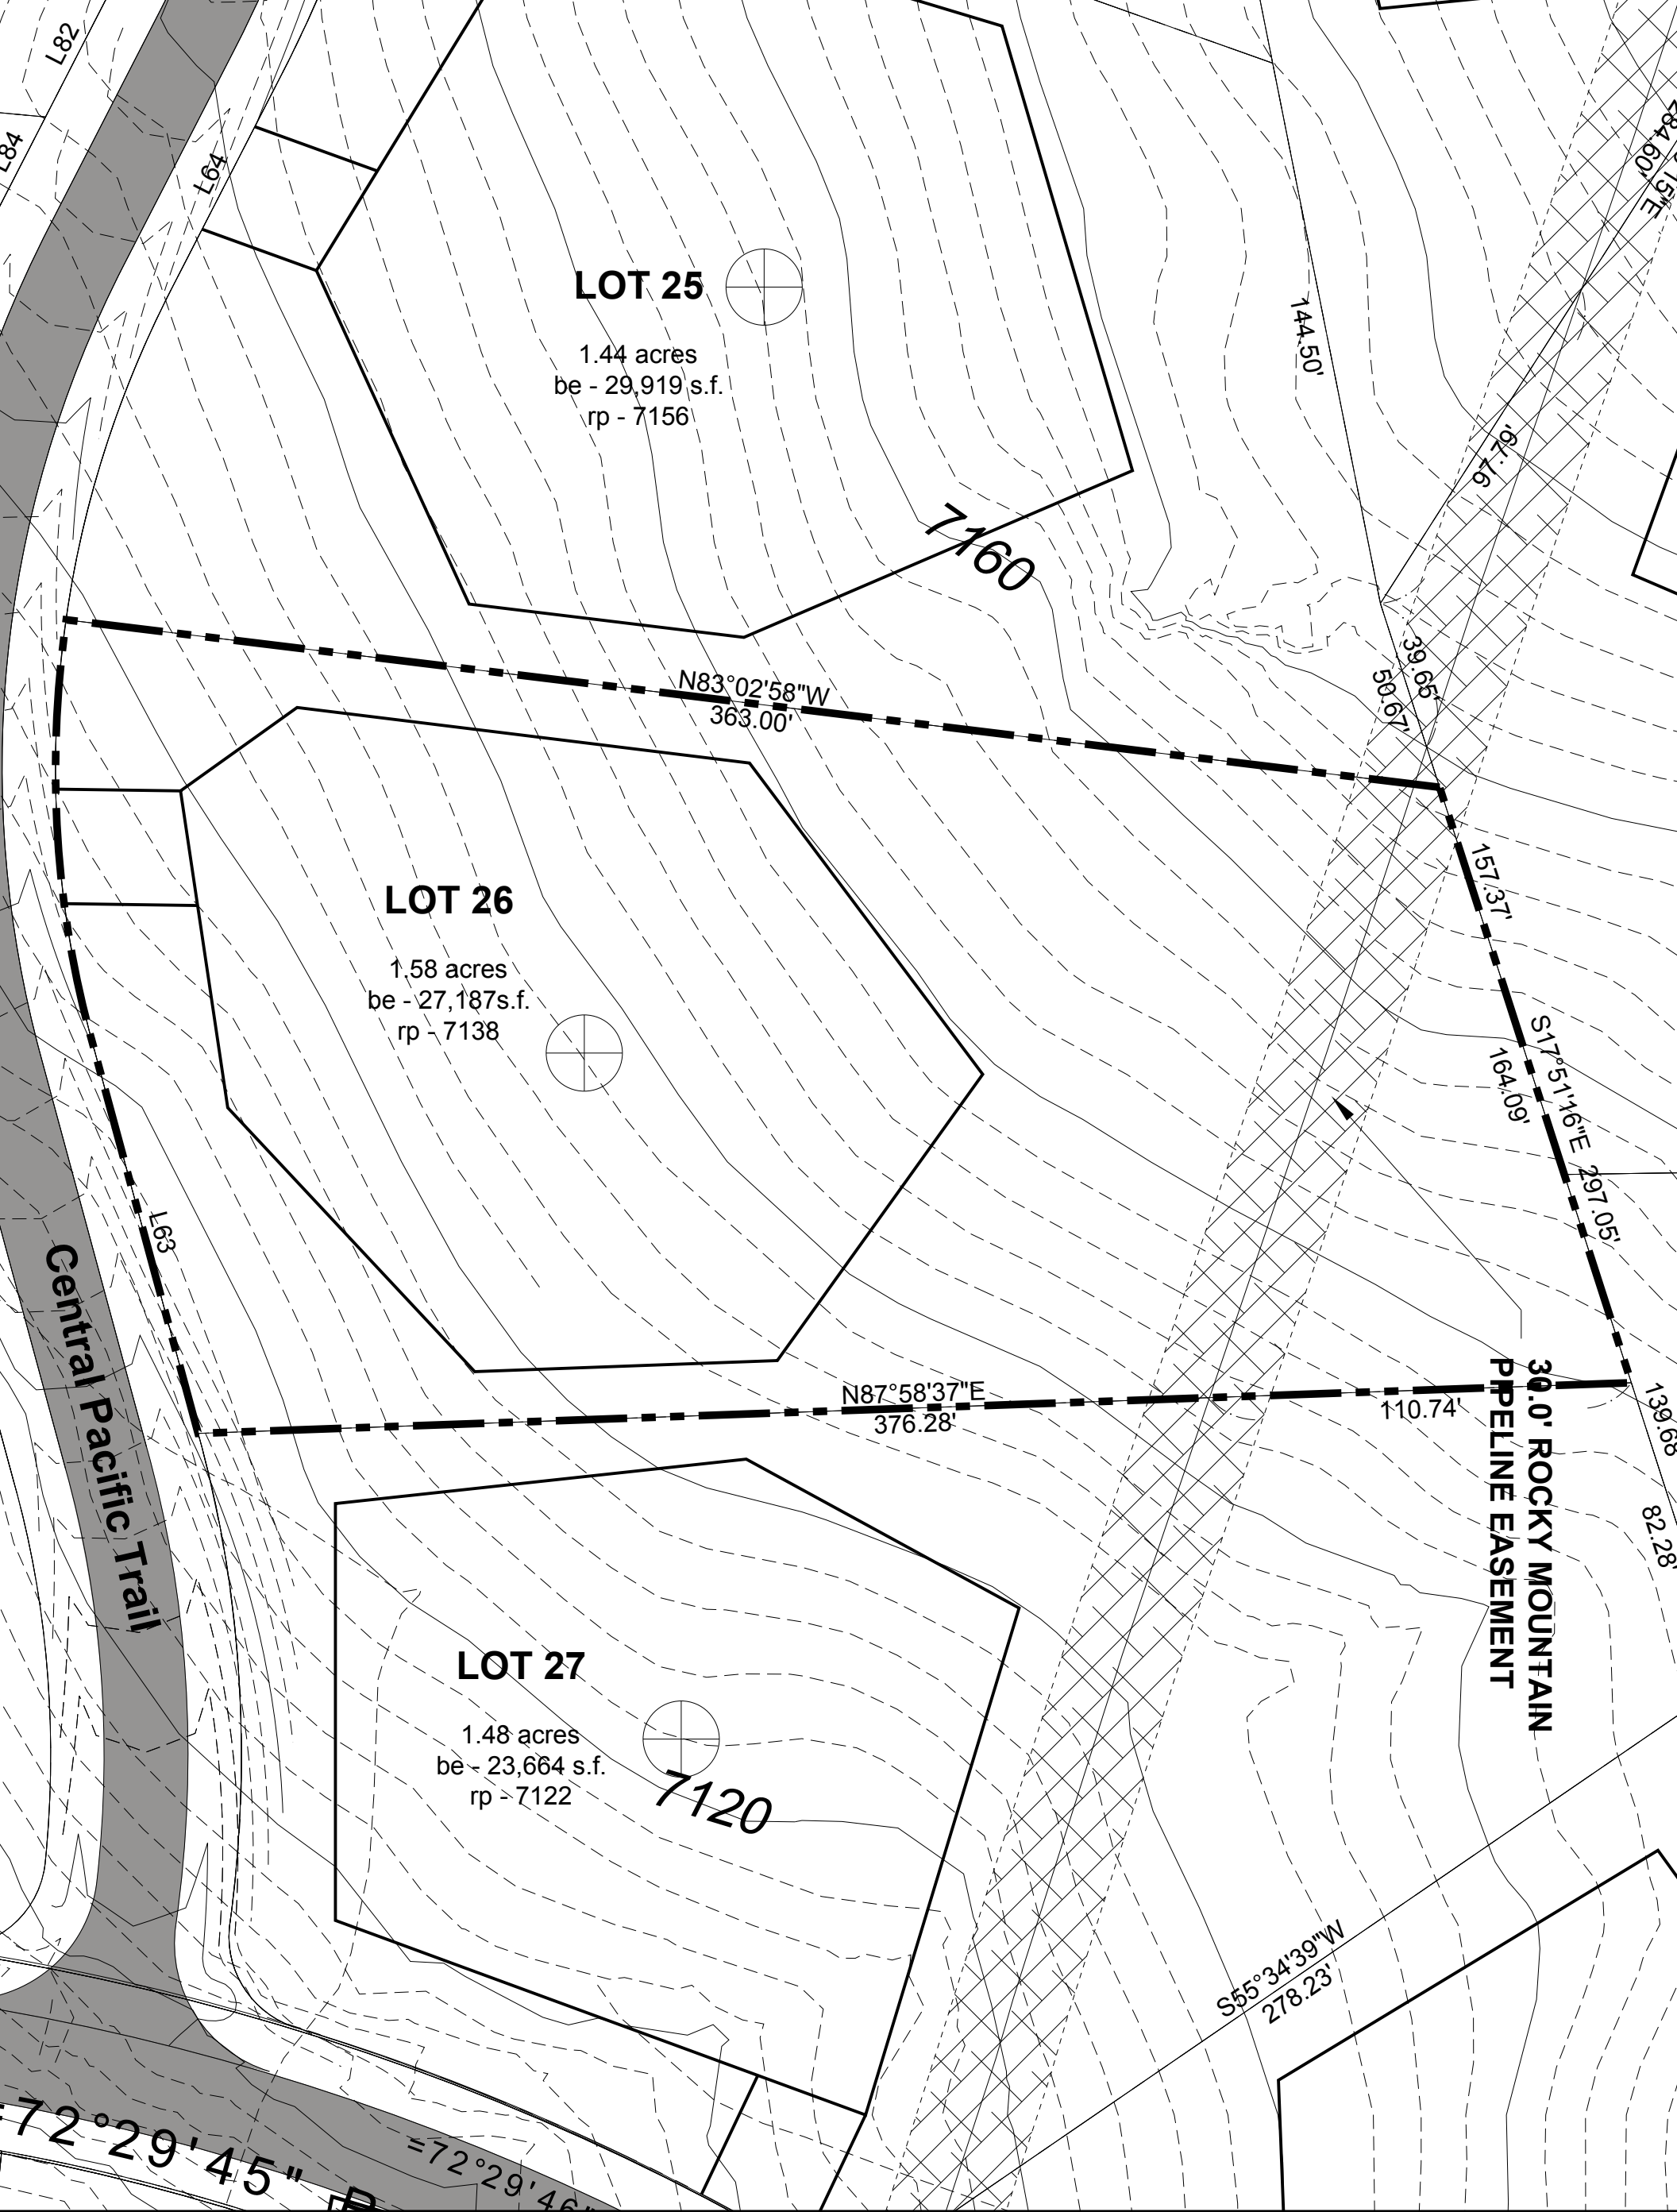 L82
L84
L64
284.60'
LOT 25
1.44 acres
be - 29,919 s.f.
rp - 7156
144.50'
97.79'
7160
39.65'
50.67'
N83°02'58"W
363.00'
157.37'
LOT 26
1.58 acres
be - 27,187s.f.
rp - 7138
S17°51'16"E 297.05'
164.09'
L63
Central Pacific Trail
30.0' ROCKY MOUNTAIN
PIPELINE EASEMENT
N87°58'37"E
376.28'
110.74'
139.68
82.28'
LOT 27
1.48 acres
be - 23,664 s.f.
rp - 7122
7120
S55°34'39"W
278.23'
=72°29'45"
=72°29'46"